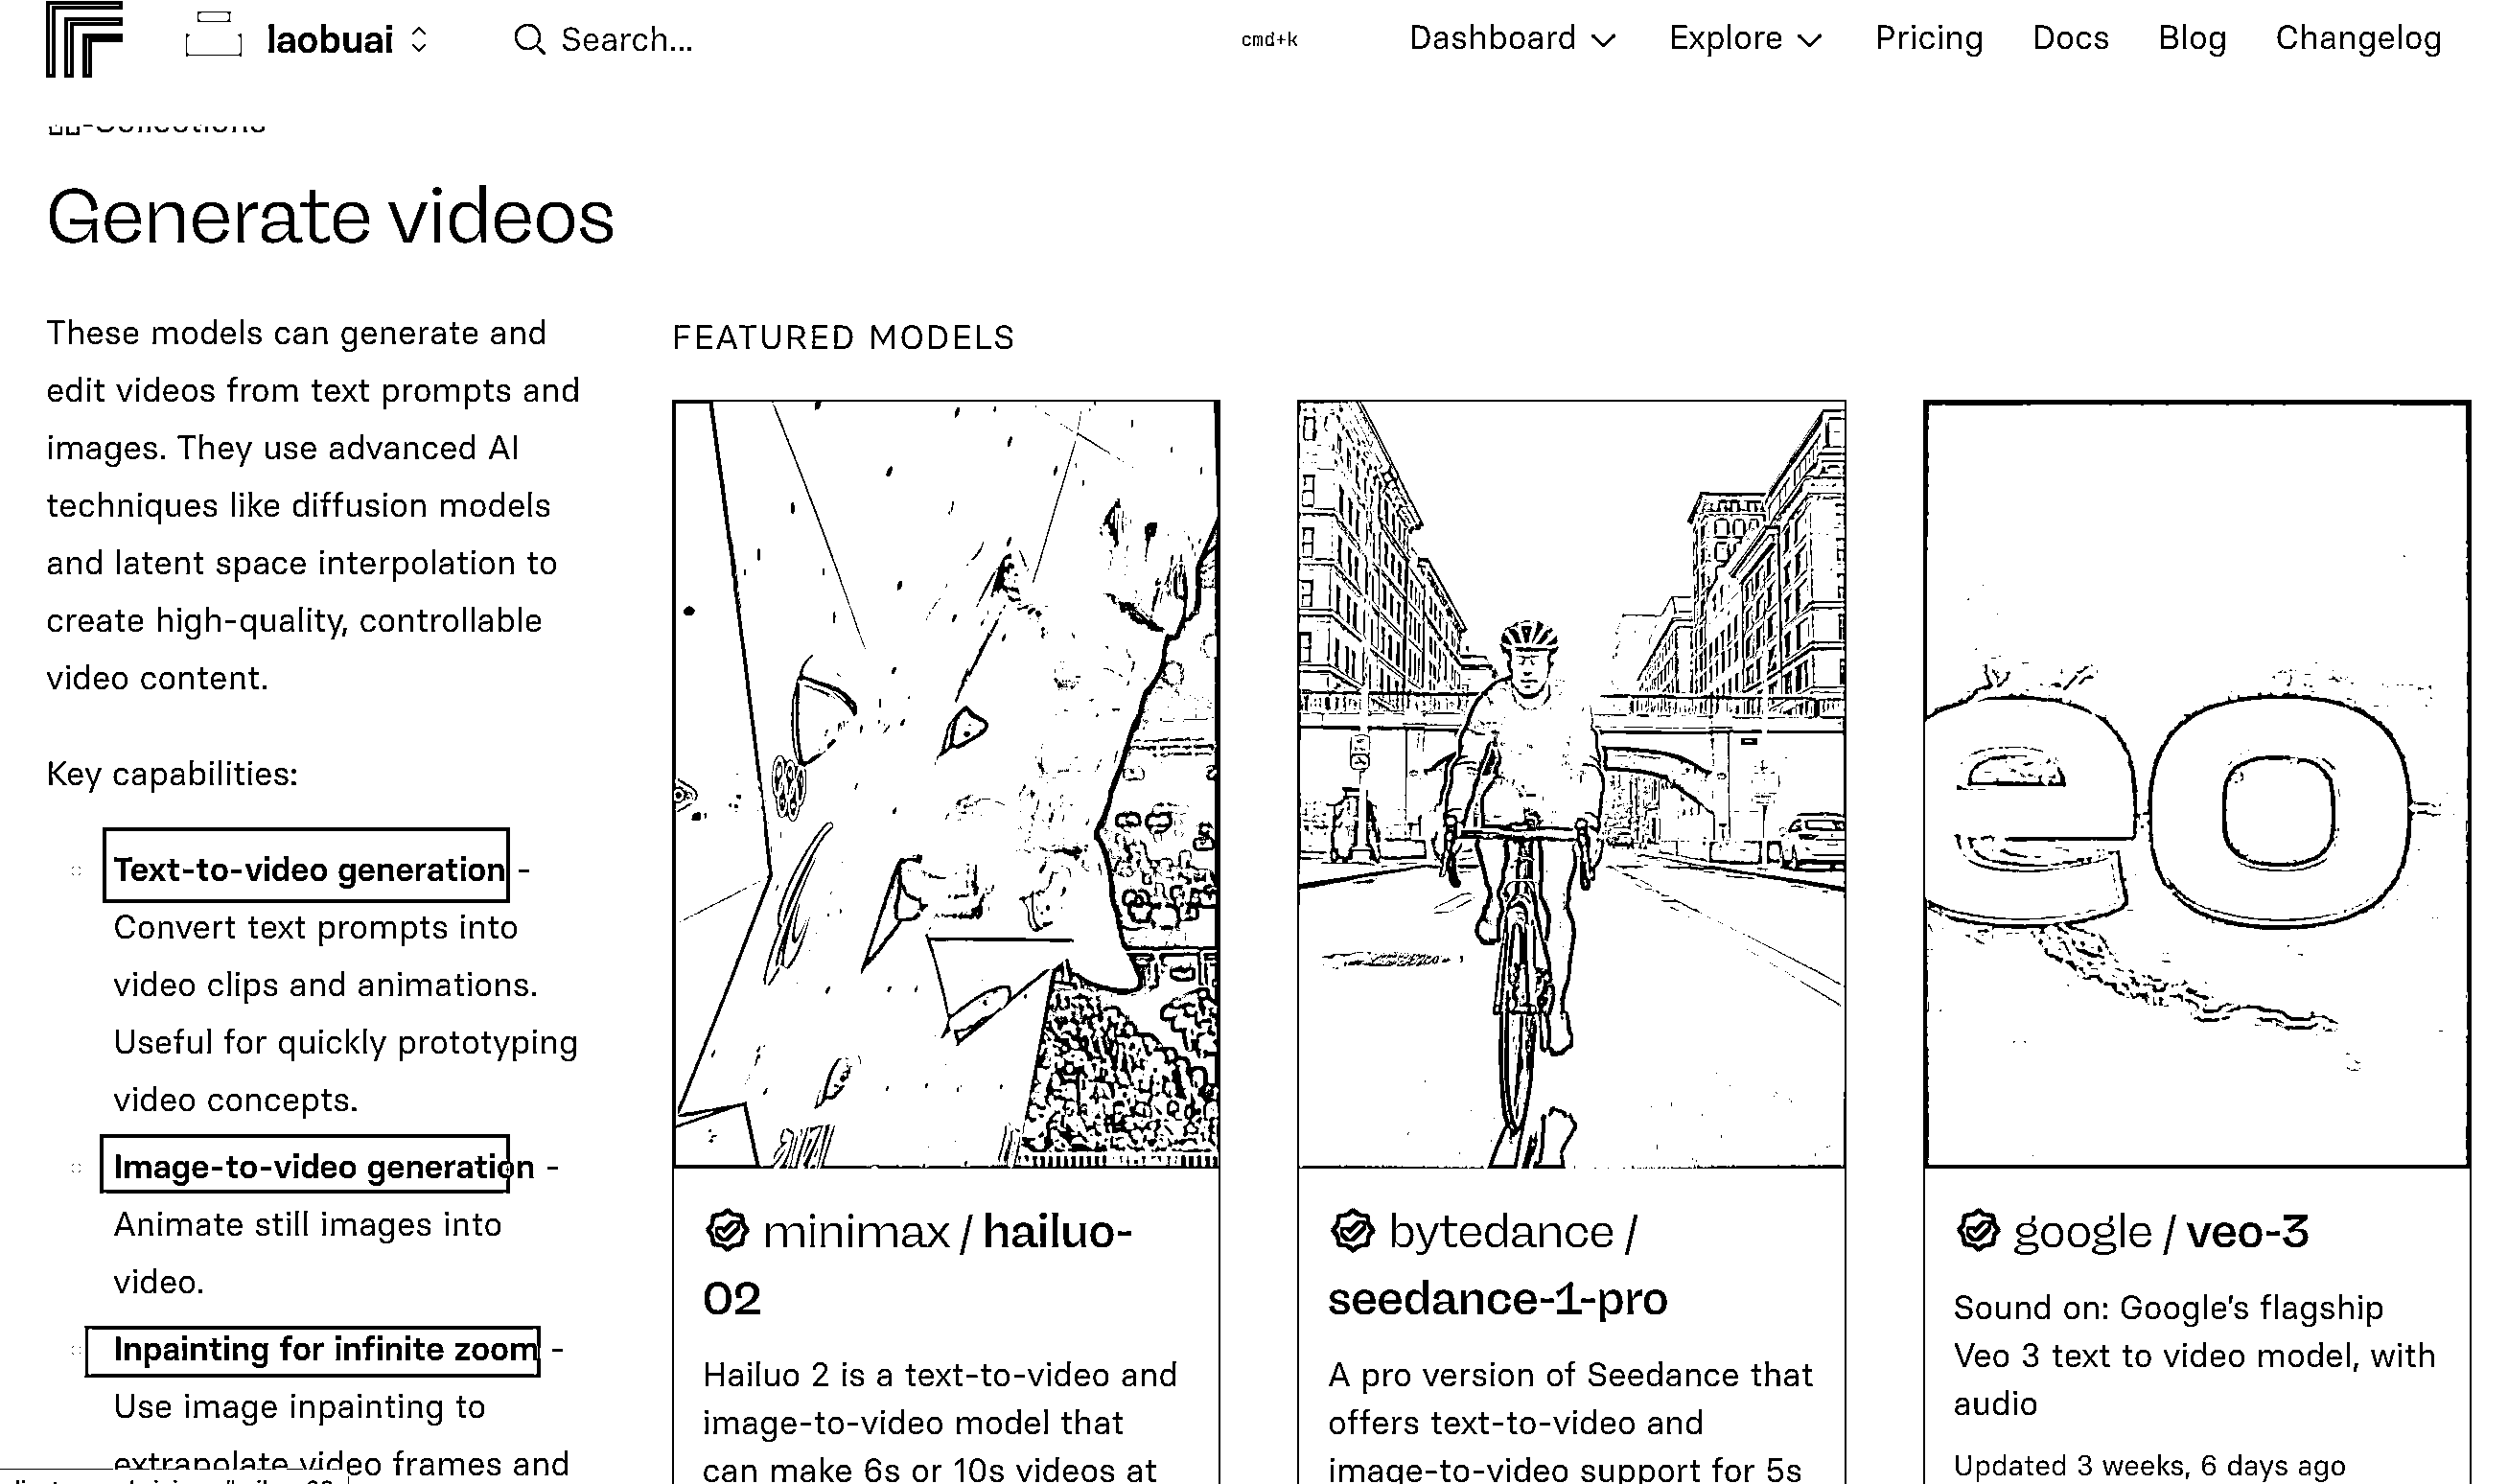 laobuai
Search...
cmd+k
Dashboard
Explore
Pricing
Docs
Blog
Changelog
Collections
Generate videos
These models can generate and
edit videos from text prompts and
images. They use advanced AI
techniques like diffusion models
and latent space interpolation to
create high-quality, controllable
video content.
Key capabilities:
Text-to-video generation -
Convert text prompts into
video clips and animations.
Useful for quickly prototyping
video concepts.
Image-to-video generation -
Animate still images into
video.
Inpainting for infinite zoom -
Use image inpainting to
extrapolate video frames and
FEATURED MODELS
minimax / hailuo-
02
Hailuo 2 is a text-to-video and
image-to-video model that
can make 6s or 10s videos at
bytedance /
seedance-1-pro
A pro version of Seedance that
offers text-to-video and
image-to-video support for 5s
eo
google / veo-3
Sound on: Google's flagship
Veo 3 text to video model, with
audio
Updated 3 weeks, 6 days ago